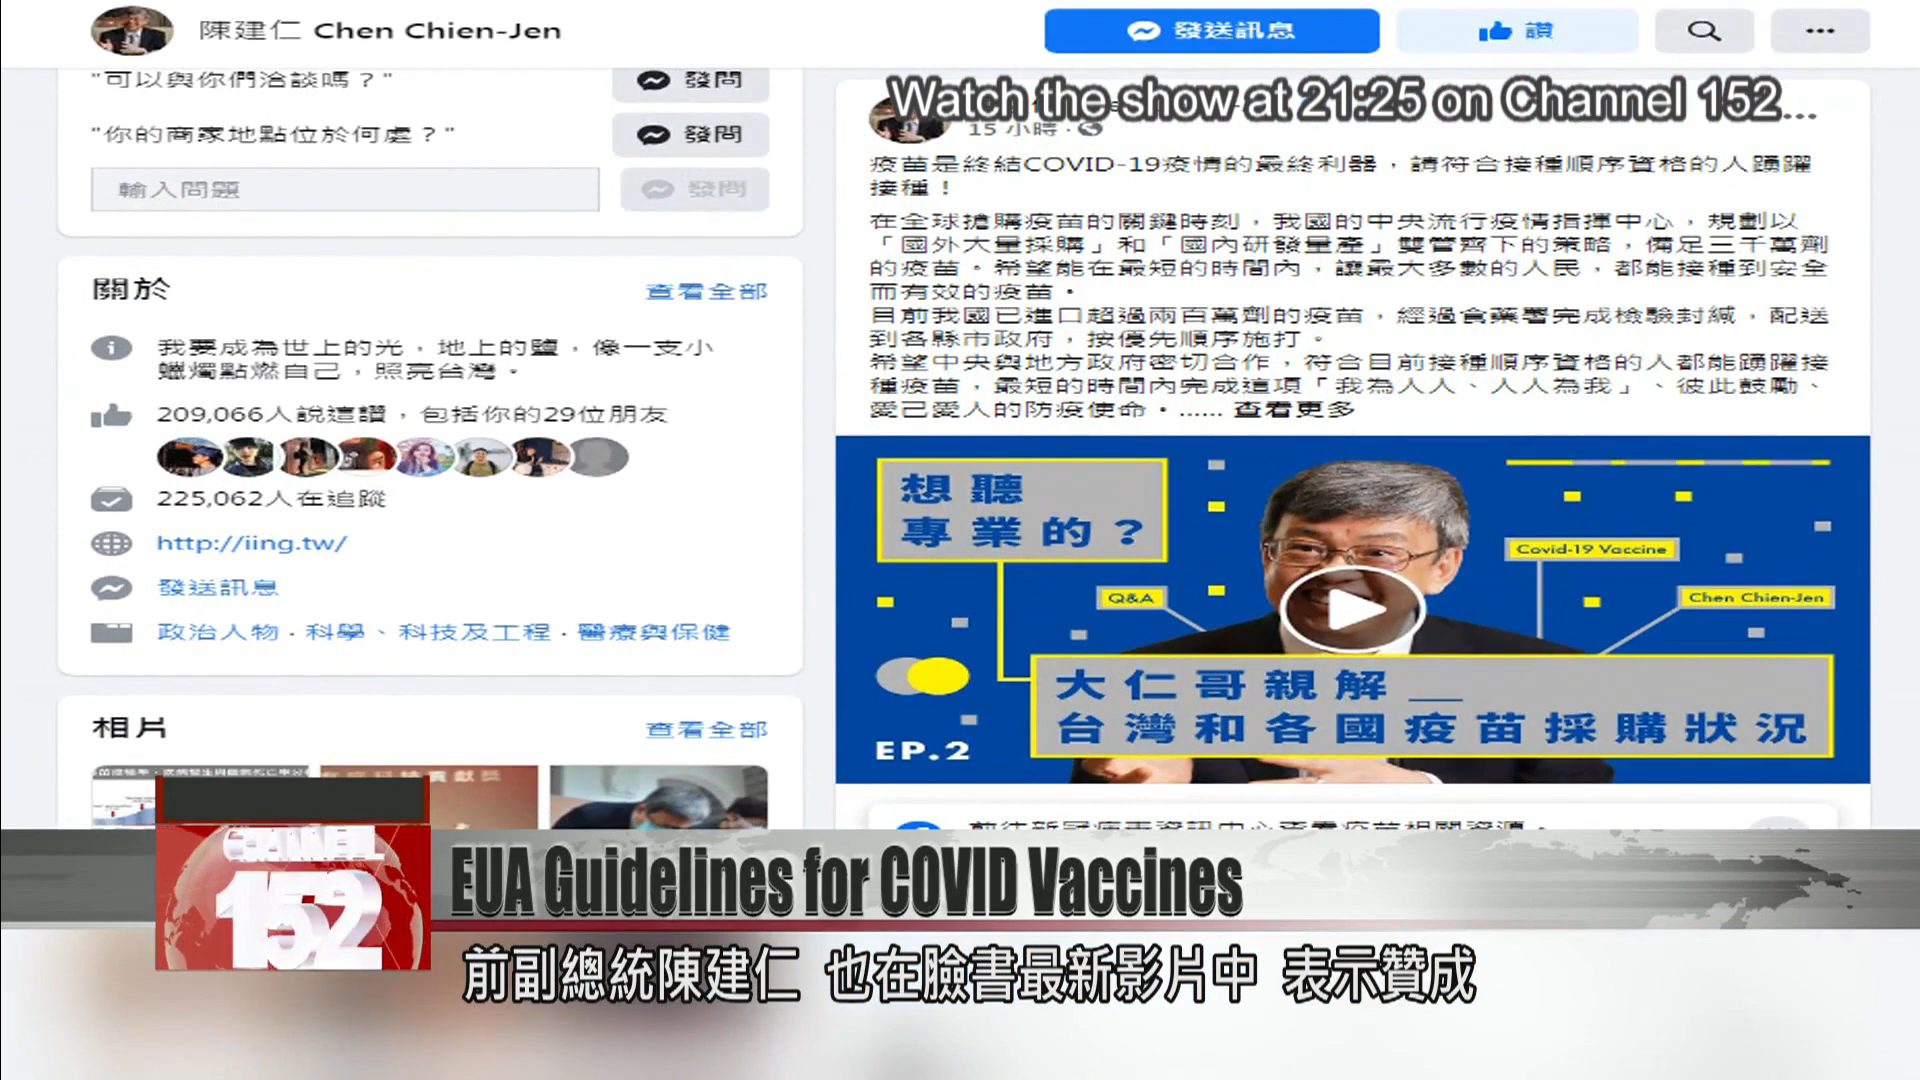 陳建仁 Chen Chien-Jen
發送訊息
讚
"可以與你們洽談嗎？"
發問
"你的商家地點位於何處？"
發問
輸入問題
發問
關於
查看全部
我要成為世上的光，地上的鹽，像一支小
蠟燭點燃自己，照亮台灣。
209,066人說這讚，包括你的29位朋友
225,062人在追蹤
http://iing.tw/
發送訊息
政治人物 · 科學、科技及工程 · 醫療與保健
相片
查看全部
Watch the show at 21:25 on Channel 152...
15 小時 ·
疫苗是終結COVID-19疫情的最終利器，請符合接種順序資格的人踴躍
接種！
在全球搶購疫苗的關鍵時刻，我國的中央流行疫情指揮中心，規劃以
「國外大量採購」和「國內研發量產」雙管齊下的策略，備足三千萬劑
的疫苗。希望能在最短的時間內，讓最大多數的人民，都能接種到安全
而有效的疫苗。
目前我國已進口超過兩百萬劑的疫苗，經過食藥署完成檢驗封緘，配送
到各縣市政府，按優先順序施打。
希望中央與地方政府密切合作，符合目前接種順序資格的人都能踴躍接
種疫苗，最短的時間內完成這項「我為人人、人人為我」、彼此鼓勵、
愛己愛人的防疫使命。...... 查看更多
想聽
專業的？
Q&A
Covid-19 Vaccine
Chen Chien-Jen
大仁哥親解__
台灣和各國疫苗採購狀況
EP.2
前往新冠病毒資訊中心查看疫苗相關資源。
CHANNEL
152
EUA Guidelines for COVID Vaccines
前副總統陳建仁 也在臉書最新影片中 表示贊成